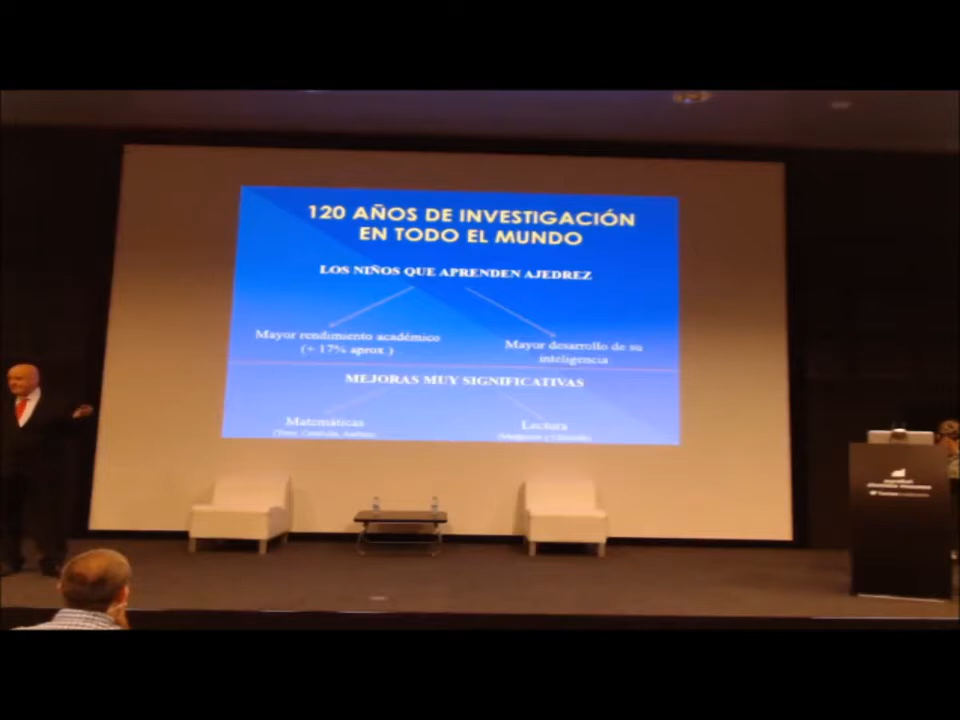 120 AÑOS DE INVESTIGACIÓN
EN TODO EL MUNDO
LOS NIÑOS QUE APRENDEN AJEDREZ
Mayor rendimiento académico
(+ 17% aprox.)
Mayor desarrollo de su
inteligencia
MEJORAS MUY SIGNIFICATIVAS
Matemáticas
Lectura